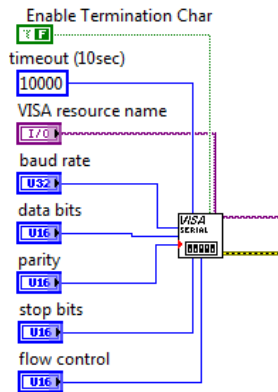 Enable Termination Char
T F
timeout (10sec)
10000
VISA resource name
I/O
baud rate
U32
data bits
U16
parity
U16
stop bits
U16
flow control
U16
VISA
SERIAL